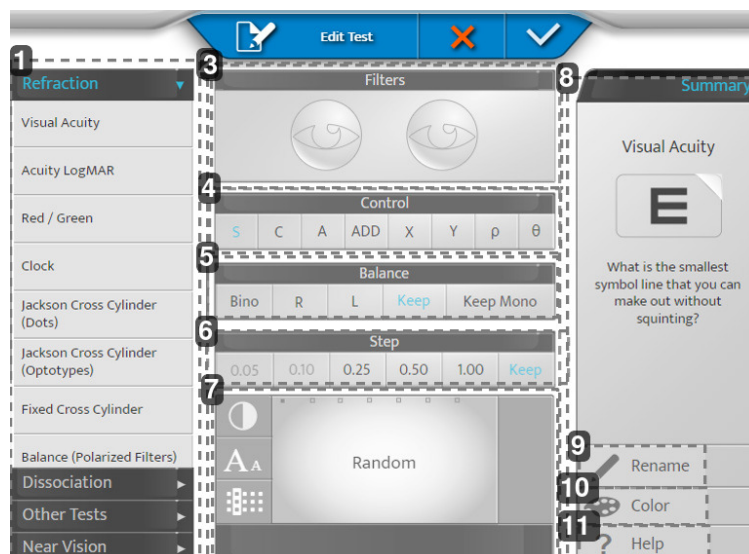 Edit Test
1
Refraction
Visual Acuity
Acuity LogMAR
Red / Green
Clock
Jackson Cross Cylinder
(Dots)
Jackson Cross Cylinder
(Optotypes)
Fixed Cross Cylinder
Balance (Polarized Filters)
Dissociation
Other Tests
Near Vision
3
Filters
4
Control
S C A ADD X Y ρ θ
5
Balance
Bino R L Keep Keep Mono
6
Step
0.05 0.10 0.25 0.50 1.00 Keep
7
A A
Random
8
Summary
Visual Acuity
E
What is the smallest
symbol line that you can
make out without
squinting?
9
Rename
10
Color
11
? Help